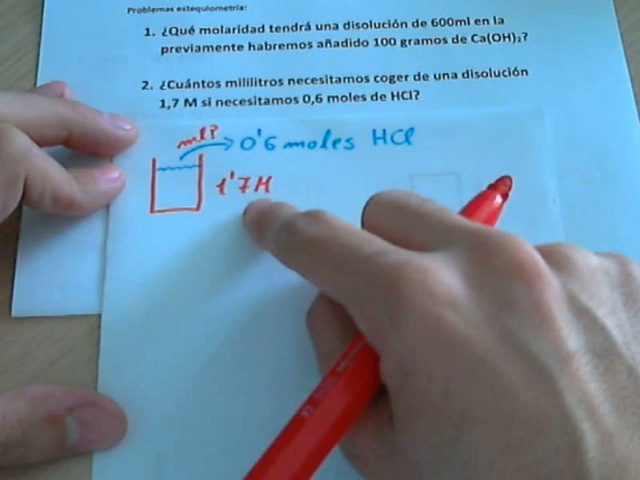 Problemas estequiometria:
1. ¿Qué molaridad tendrá una disolución de 600ml en la
previamente habremos añadido 100 gramos de Ca(OH)₂?
2. ¿Cuántos mililitros necesitamos coger de una disolución
1,7 M si necesitamos 0,6 moles de HCl?
ml? 0'6 moles HCl
1'7M